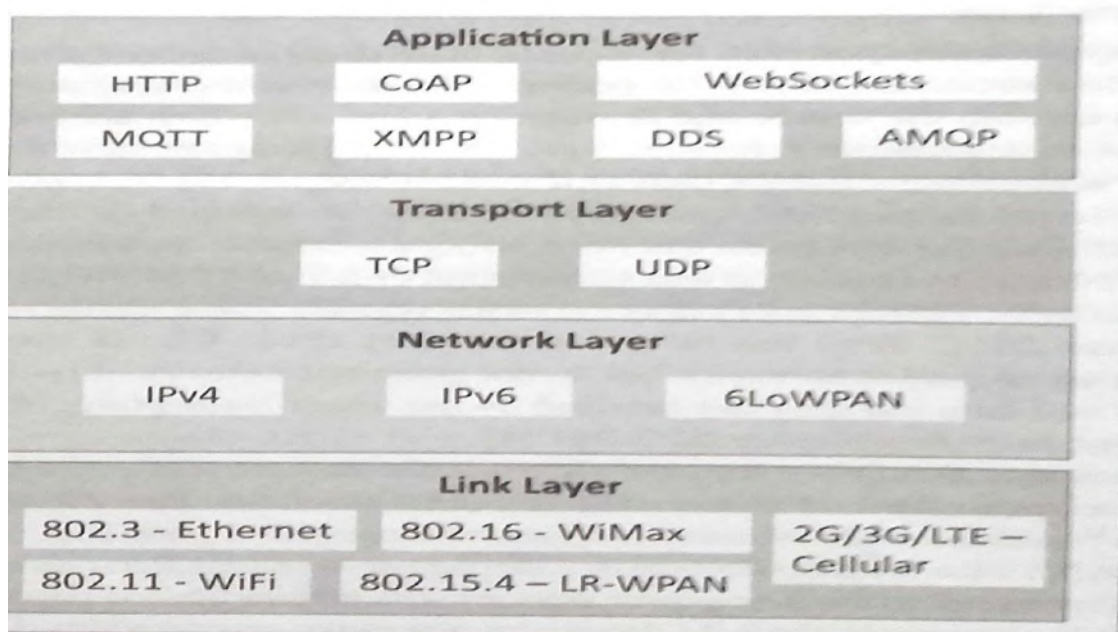 Application Layer
HTTP CoAP WebSockets
MQTT XMPP DDS AMQP
Transport Layer
TCP UDP
Network Layer
IPv4 IPv6 6LoWPAN
Link Layer
802.3 - Ethernet 802.16 - WiMax 2G/3G/LTE –
Cellular
802.11 - WiFi 802.15.4 – LR-WPAN